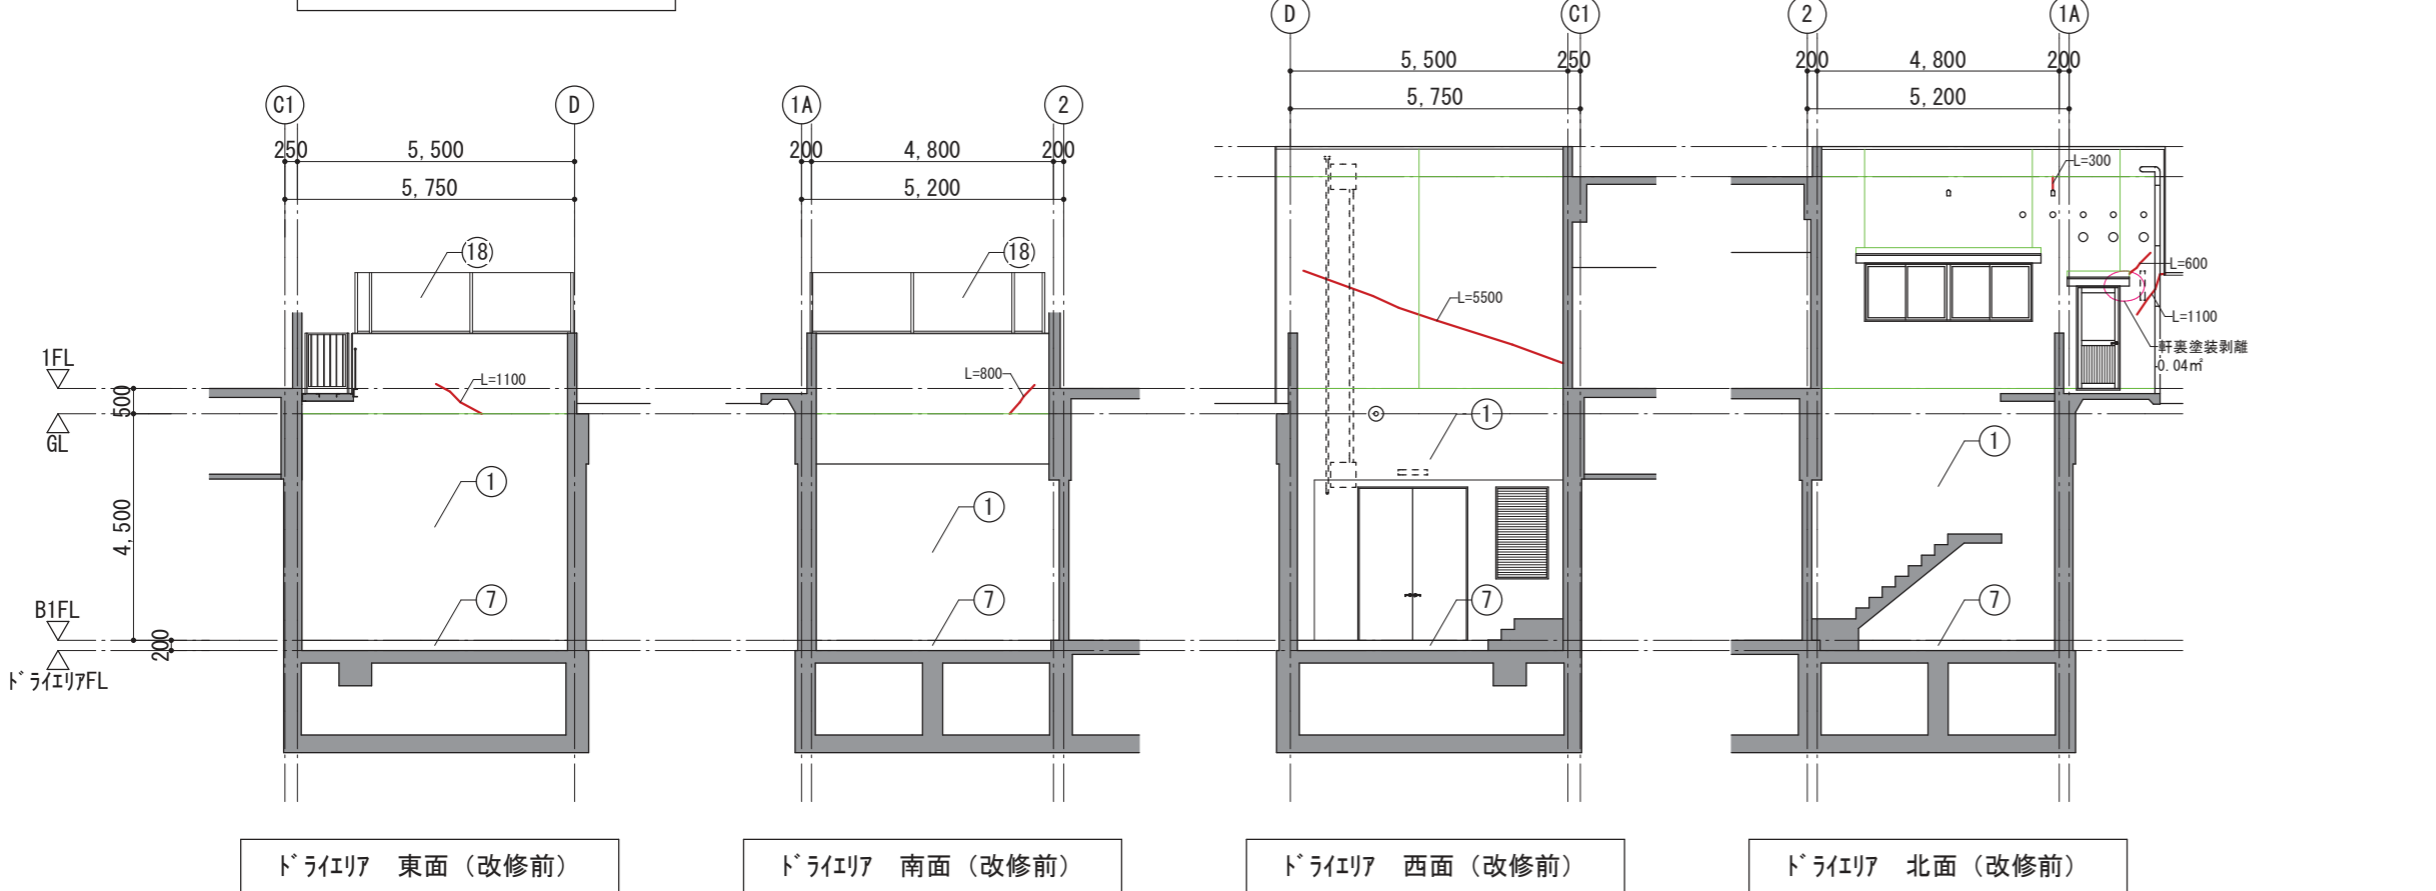 D
C1
2
1A
5,500
250
200
4,800
200
5,750
5,200
C1
D
1A
2
250
5,500
200
4,800
200
5,750
5,200
L=300
18
18
L=600
L=5500
L=1100
軒裏塗装剥離
0.04㎡
1FL
500
GL
L=1100
L=800
1
1
1
1
4,500
B1FL
200
ﾄﾞﾗｲｴﾘｱFL
7
7
7
7
ﾄﾞﾗｲｴﾘｱ 東面（改修前）
ﾄﾞﾗｲｴﾘｱ 南面（改修前）
ﾄﾞﾗｲｴﾘｱ 西面（改修前）
ﾄﾞﾗｲｴﾘｱ 北面（改修前）